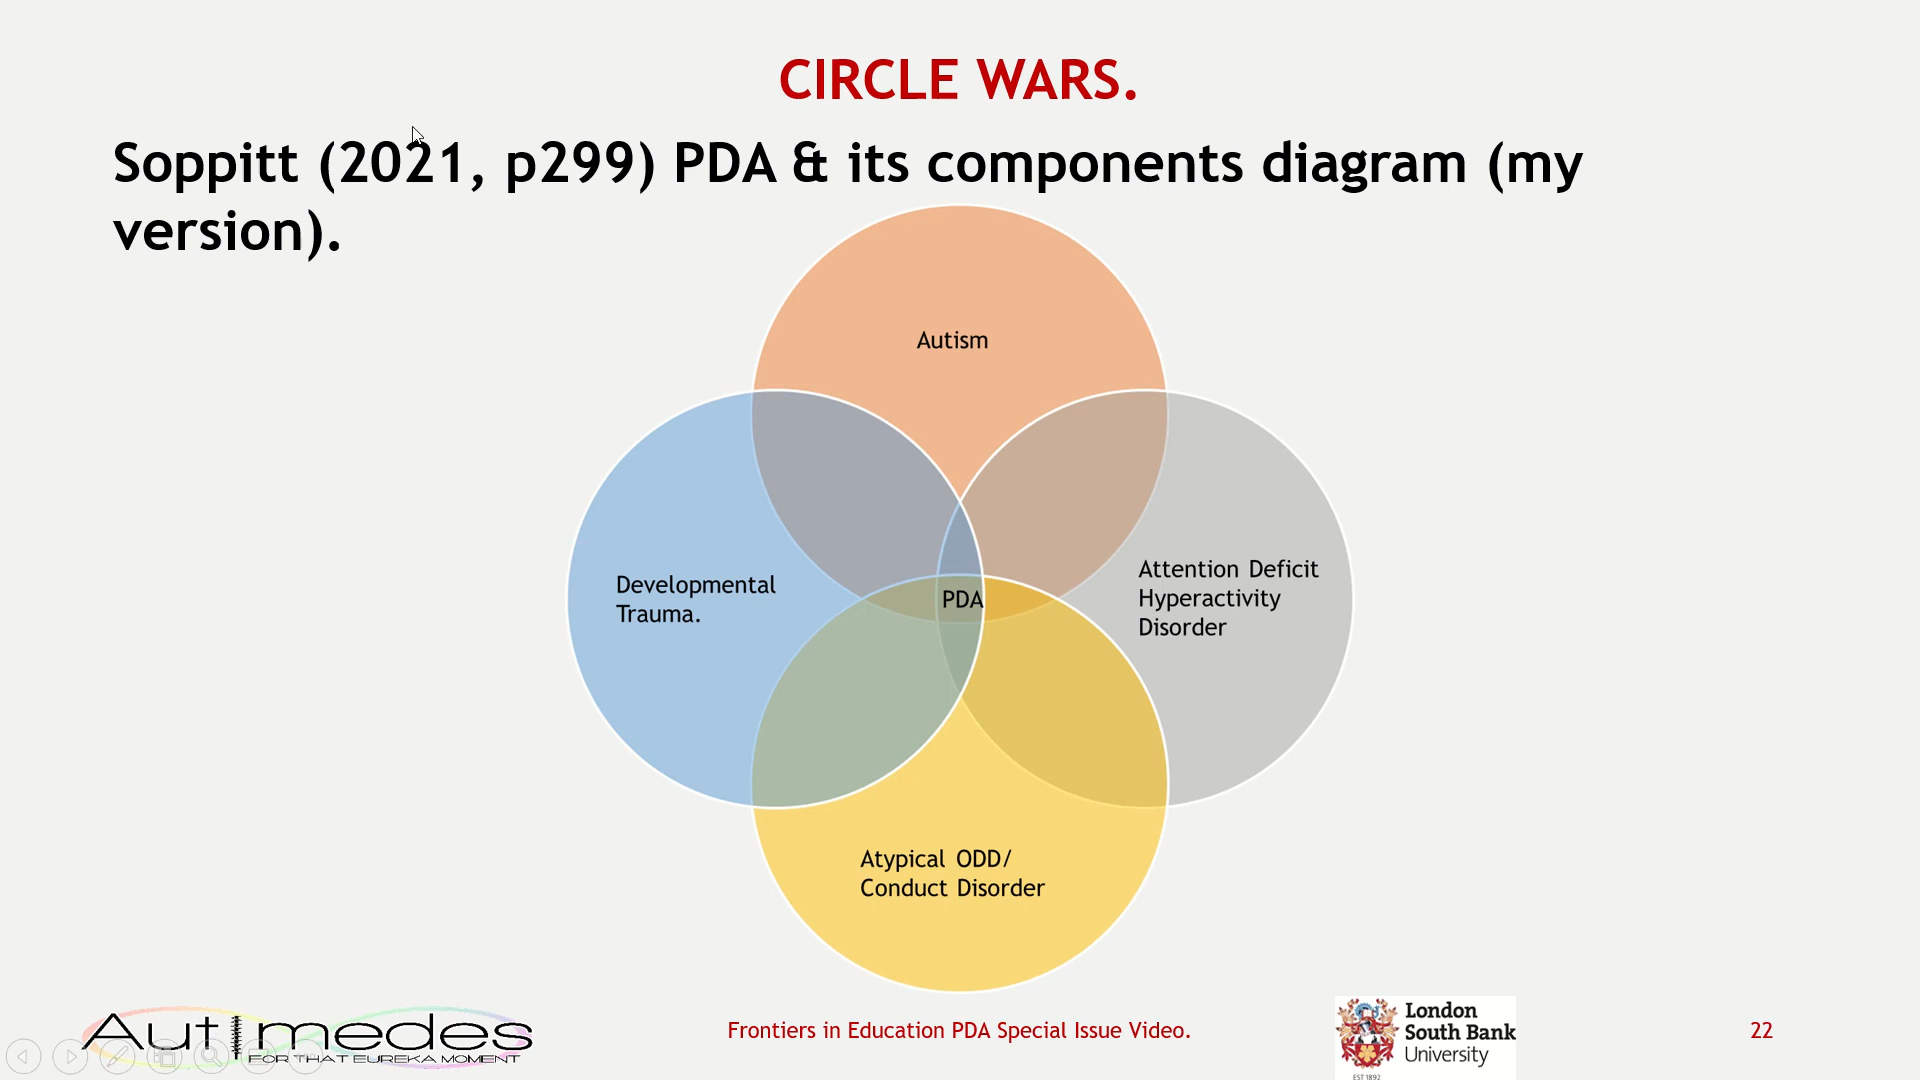 CIRCLE WARS.
Soppitt (2021, p299) PDA & its components diagram (my
version).
Autism
Developmental
Trauma.
PDA
Attention Deficit
Hyperactivity
Disorder
Atypical ODD/
Conduct Disorder
Autimedes
FOR THAT EUREKA MOMENT
Frontiers in Education PDA Special Issue Video.
London
South Bank
University
EST 1892
22